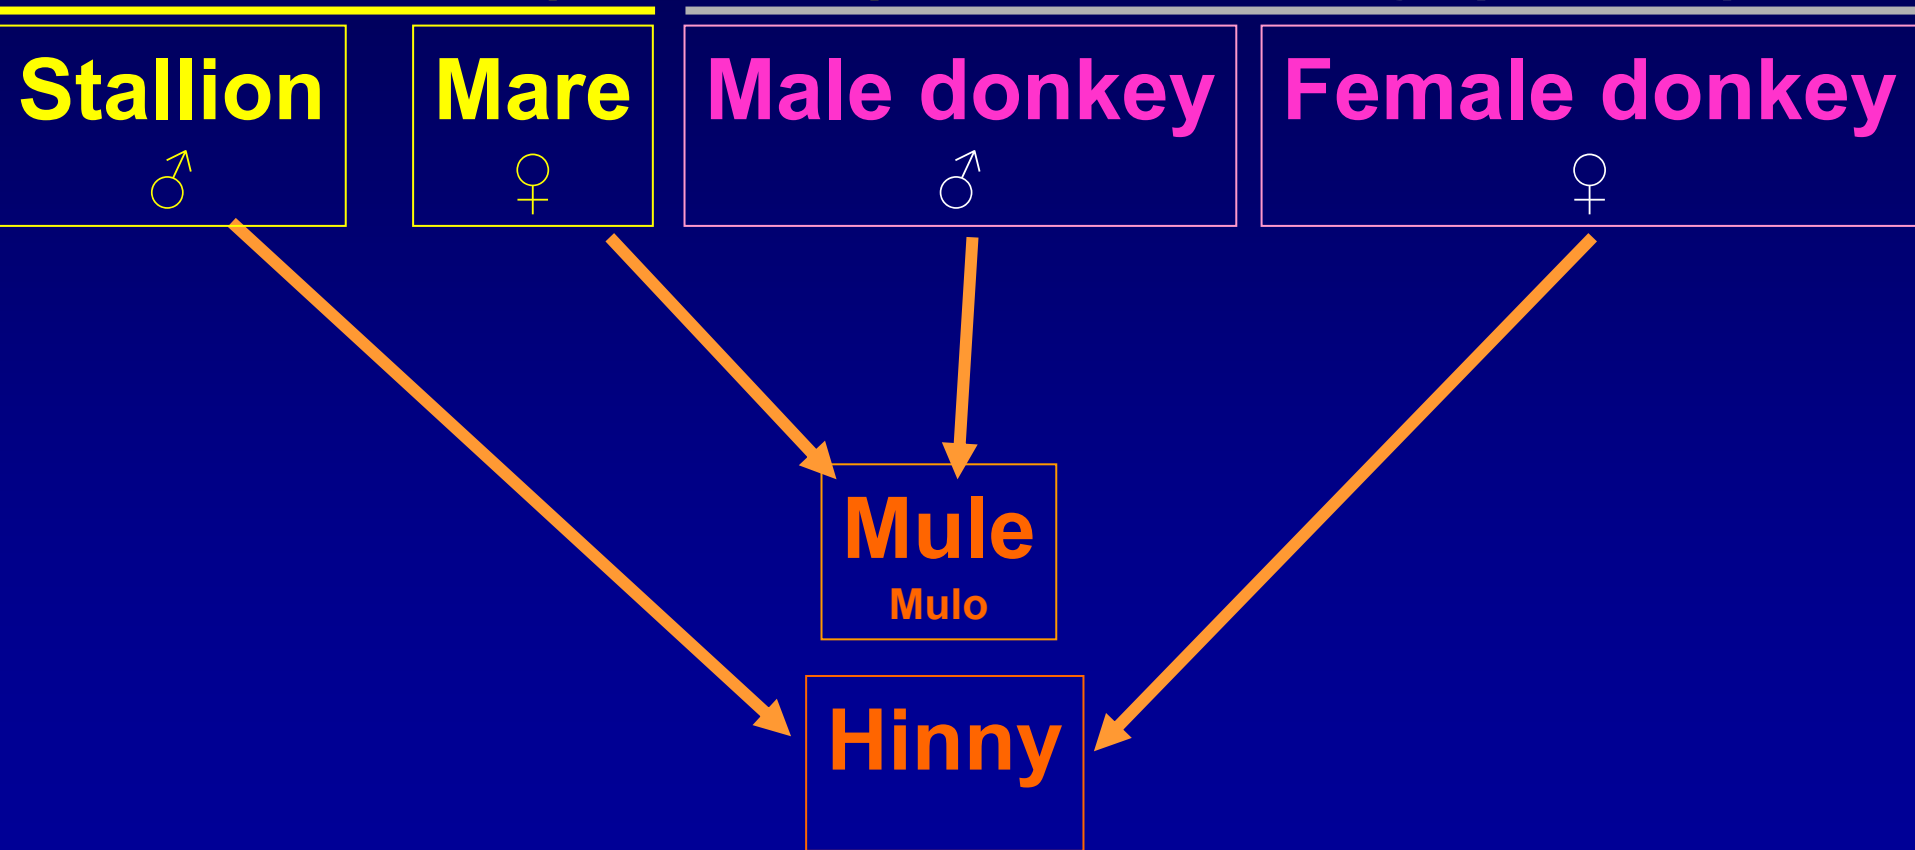 Stallion
♂
Mare
♀
Male donkey
♂
Female donkey
♀
Mule
Mulo
Hinny